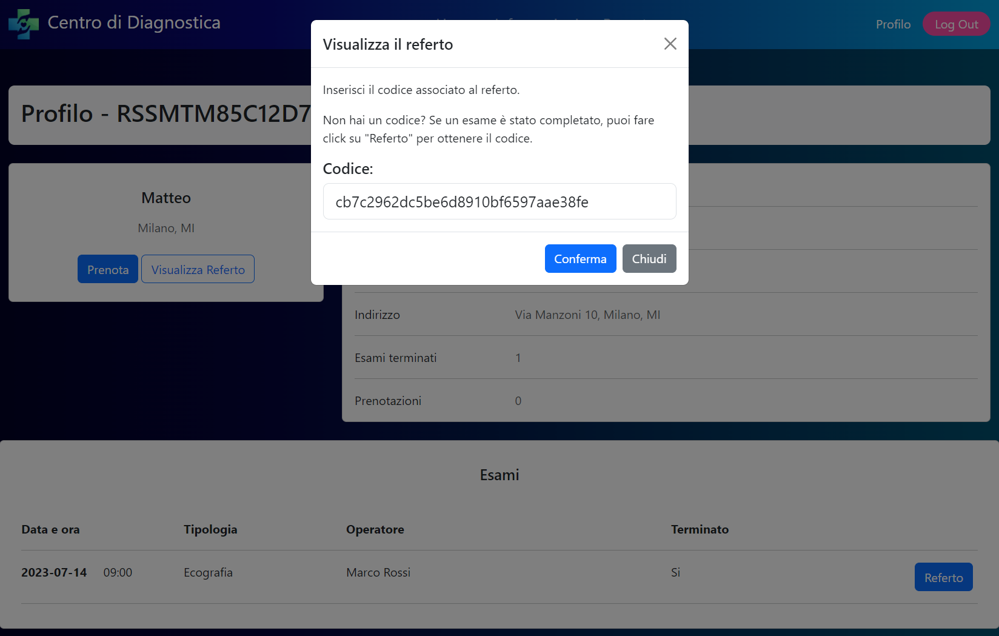 Centro di Diagnostica
Profilo
Log Out
Visualizza il referto
Inserisci il codice associato al referto.
Non hai un codice? Se un esame è stato completato, puoi fare
click su "Referto" per ottenere il codice.
Codice:
cb7c2962dc5be6d8910bf6597aae38fe
Conferma Chiudi
Profilo - RSSMTM85C12D7
Matteo
Milano, MI
Prenota Visualizza Referto
Indirizzo Via Manzoni 10, Milano, MI
Esami terminati 1
Prenotazioni 0
Esami
Data e ora Tipologia Operatore Terminato
2023-07-14 09:00 Ecografia Marco Rossi Si Referto